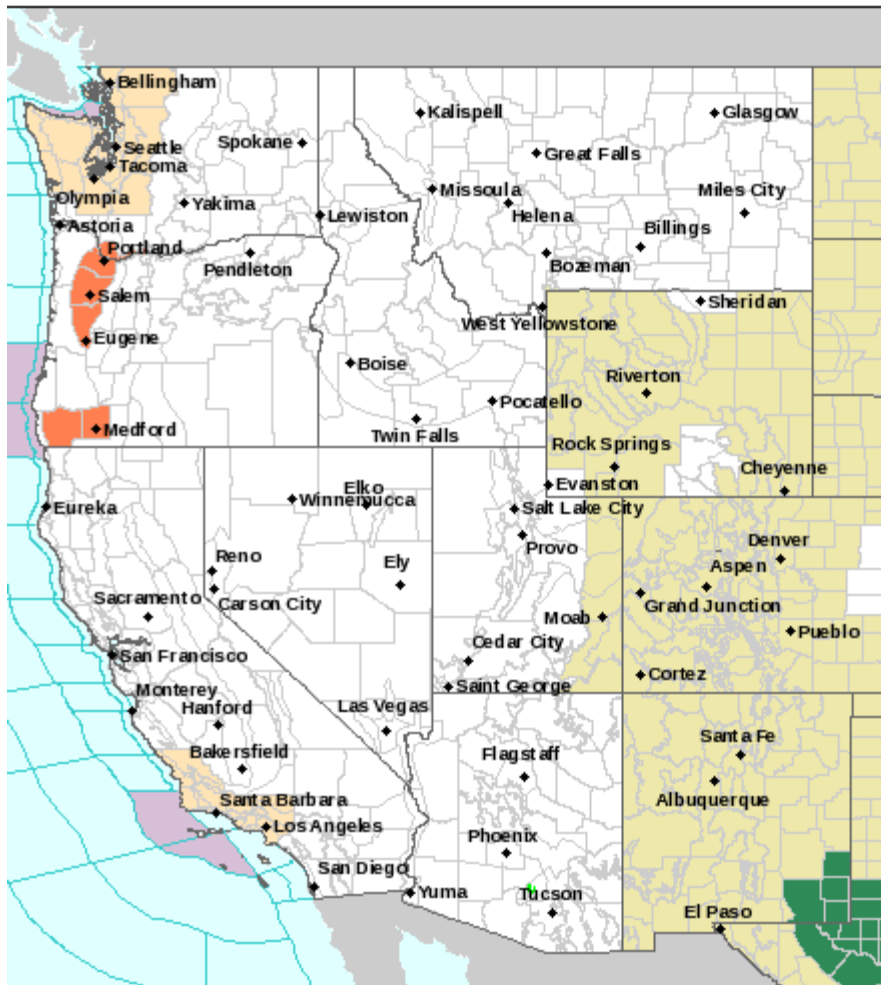 Bellingham
Kalispell
Glasgow
Seattle
Spokane
Great Falls
Tacoma
Missoula
Miles City
Olympia
Yakima
Lewiston
Helena
Astoria
Billings
Portland
Pendleton
Bozeman
Salem
Sheridan
West Yellowstone
Eugene
Boise
Riverton
Pocatello
Medford
Twin Falls
Rock Springs
Cheyenne
Elko
Evanston
Winnemucca
Eureka
Salt Lake City
Provo
Denver
Reno
Ely
Aspen
Sacramento
Carson City
Grand Junction
Moab
Pueblo
San Francisco
Cedar City
Cortez
Saint George
Monterey
Hanford
Las Vegas
Santa Fe
Bakersfield
Flagstaff
Albuquerque
Santa Barbara
Los Angeles
Phoenix
San Diego
Yuma
Tucson
El Paso